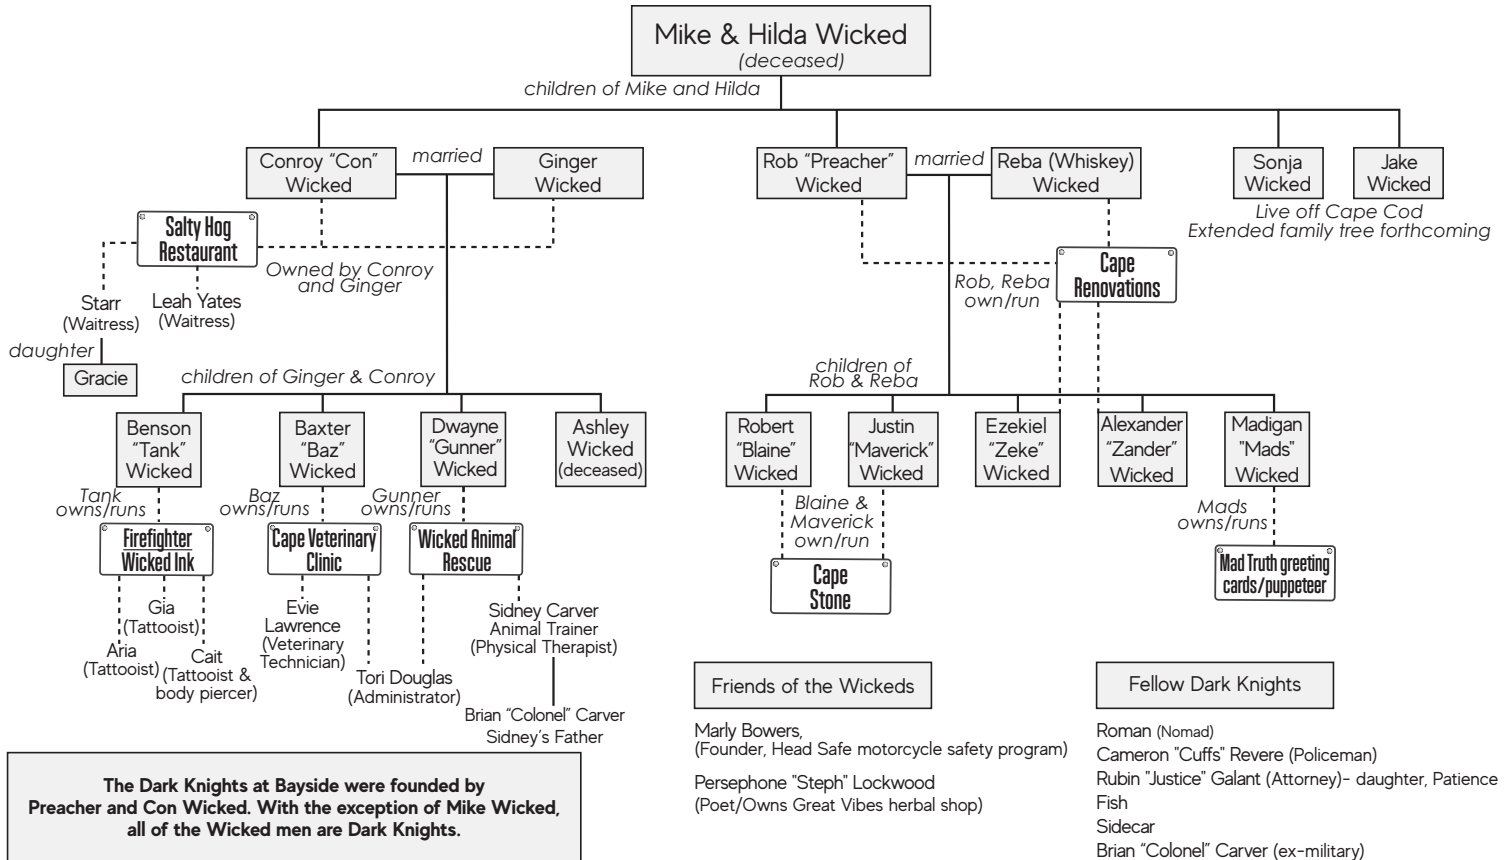 Mike & Hilda Wicked
(deceased)
children of Mike and Hilda
Conroy “Con”
Wicked
married
Ginger
Wicked
Rob “Preacher”
Wicked
married
Reba (Whiskey)
Wicked
Sonja
Wicked
Jake
Wicked
Live off Cape Cod
Extended family tree forthcoming
Salty Hog
Restaurant
Owned by Conroy
and Ginger
Cape
Renovations
Rob, Reba
own/run
Starr
(Waitress)
Leah Yates
(Waitress)
daughter
Gracie
children of Ginger & Conroy
children of
Rob & Reba
Benson
“Tank”
Wicked
Baxter
“Baz”
Wicked
Dwayne
“Gunner”
Wicked
Ashley
Wicked
(deceased)
Robert
“Blaine”
Wicked
Justin
“Maverick”
Wicked
Ezekiel
“Zeke”
Wicked
Alexander
“Zander”
Wicked
Madigan
"Mads"
Wicked
Tank
owns/runs
Baz
owns/runs
Gunner
owns/runs
Blaine &
Maverick
own/run
Mads
owns/runs
Firefighter
Wicked Ink
Cape Veterinary
Clinic
Wicked Animal
Rescue
Cape
Stone
Mad Truth greeting
cards/puppeteer
Gia
(Tattooist)
Aria
(Tattooist)
Cait
(Tattooist &
body piercer)
Evie
Lawrence
(Veterinary
Technician)
Tori Douglas
(Administrator)
Sidney Carver
Animal Trainer
(Physical Therapist)
Brian “Colonel” Carver
Sidney’s Father
Friends of the Wickeds
Marly Bowers,
(Founder, Head Safe motorcycle safety program)
Persephone "Steph" Lockwood
(Poet/Owns Great Vibes herbal shop)
Fellow Dark Knights
Roman (Nomad)
Cameron "Cuffs" Revere (Policeman)
Rubin "Justice" Galant (Attorney)- daughter, Patience
Fish
Sidecar
Brian “Colonel” Carver (ex-military)
The Dark Knights at Bayside were founded by
Preacher and Con Wicked. With the exception of Mike Wicked,
all of the Wicked men are Dark Knights.